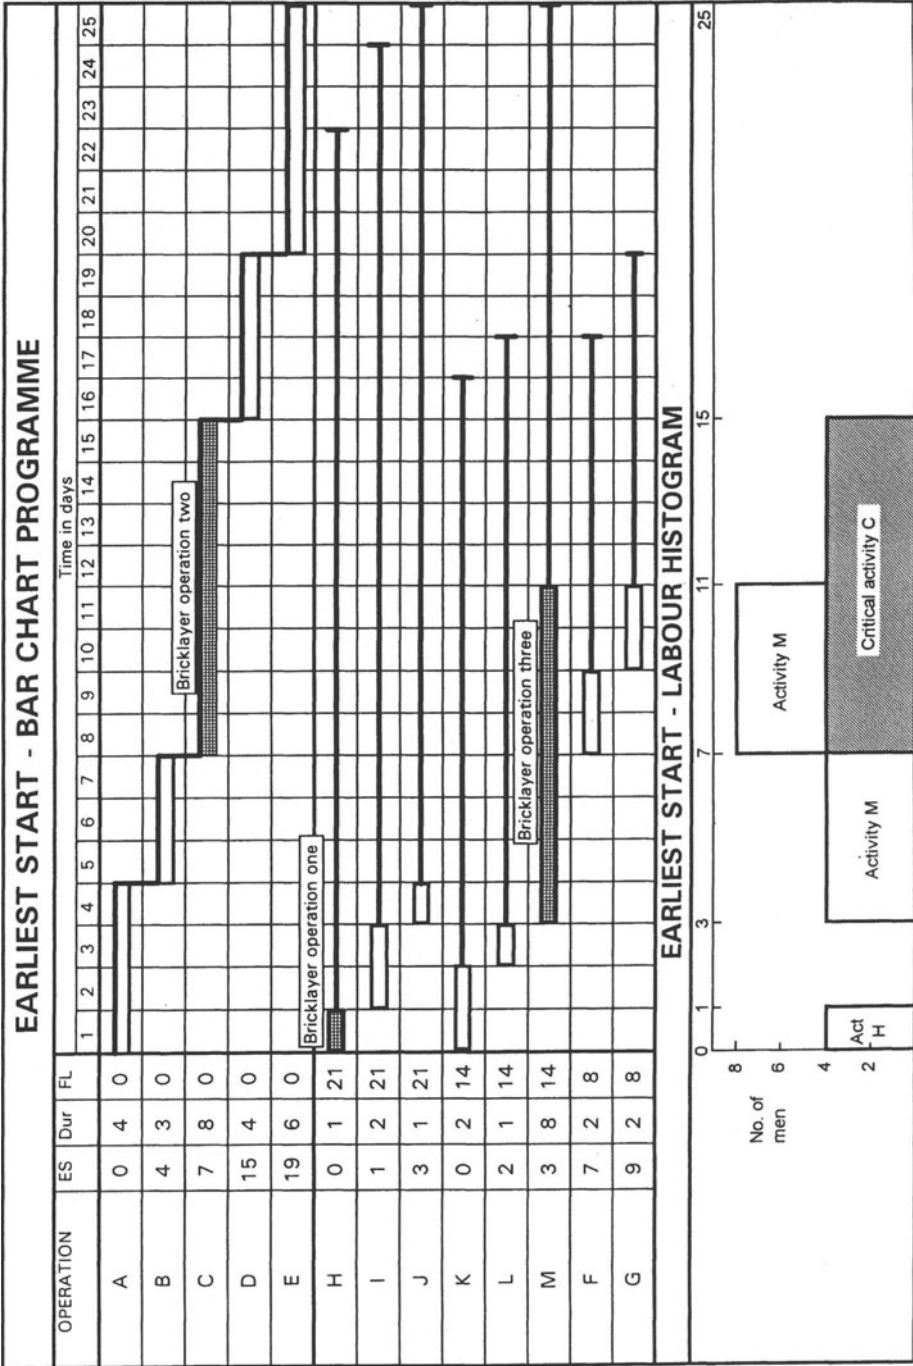 EARLIEST START - BAR CHART PROGRAMME
OPERATION ES Dur FL Time in days
1 2 3 4 5 6 7 8 9 10 11 12 13 14 15 16 17 18 19 20 21 22 23 24 25
A 0 4 0
B 4 3 0
C 7 8 0 Bricklayer operation two
D 15 4 0
E 19 6 0
Bricklayer operation one
H 0 1 21
I 1 2 21
J 3 1 21
K 0 2 14
L 2 1 14
Bricklayer operation three
M 3 8 14
F 7 2 8
G 9 2 8
EARLIEST START - LABOUR HISTOGRAM
0 1 3 7 11 15 25
No. of
men
8
6
4
2
Act
H
Activity M
Activity M
Critical activity C